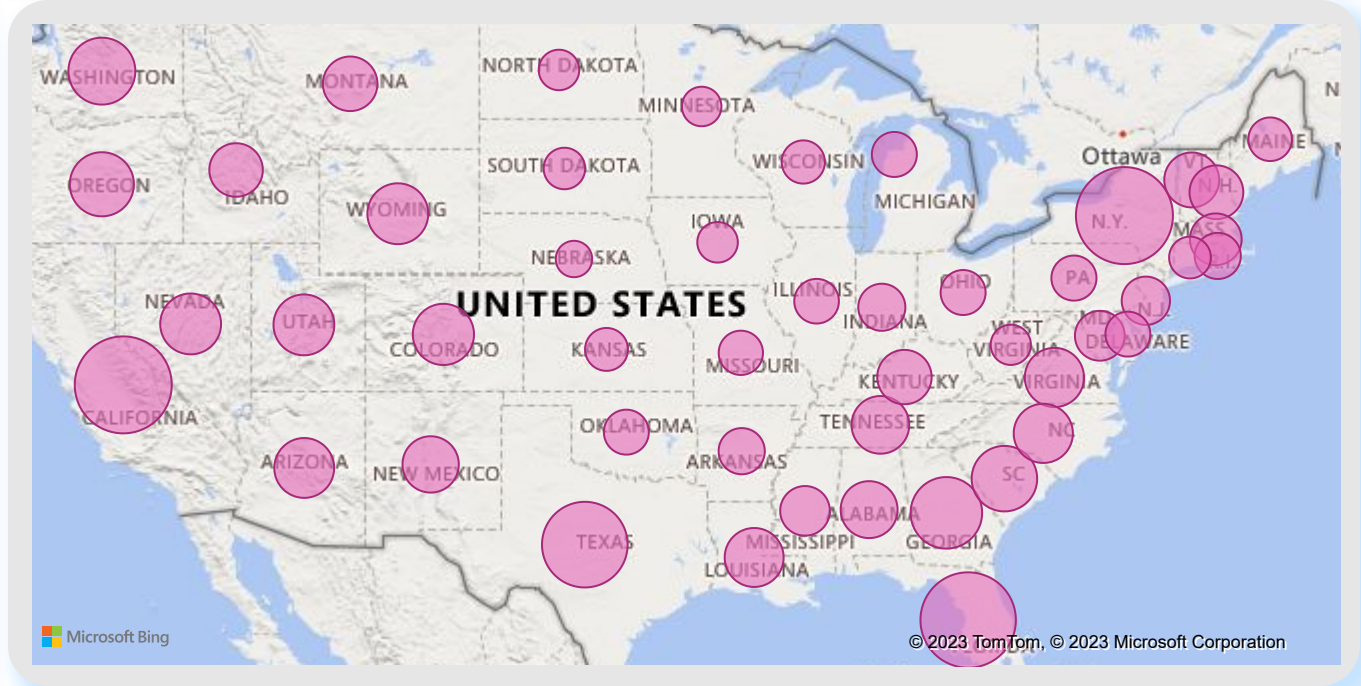 WASHINGTON
MONTANA
NORTH DAKOTA
MINNESOTA
MAINE
N
OREGON
IDAHO
SOUTH DAKOTA
WISCONSIN
MICHIGAN
Ottawa
VT.
N.H.
WYOMING
IOWA
N.Y.
MASS.
R.I.
NEBRASKA
NEVADA
UTAH
UNITED STATES
ILLINOIS
INDIANA
OHIO
PA.
N.J.
COLORADO
KANSAS
MISSOURI
WEST
VIRGINIA
MD.
DELAWARE
CALIFORNIA
KENTUCKY
VIRGINIA
OKLAHOMA
TENNESSEE
NC
ARIZONA
NEW MEXICO
ARKANSAS
SC
TEXAS
MISSISSIPPI
ALABAMA
GEORGIA
LOUISIANA
FLORIDA
Microsoft Bing
© 2023 TomTom, © 2023 Microsoft Corporation